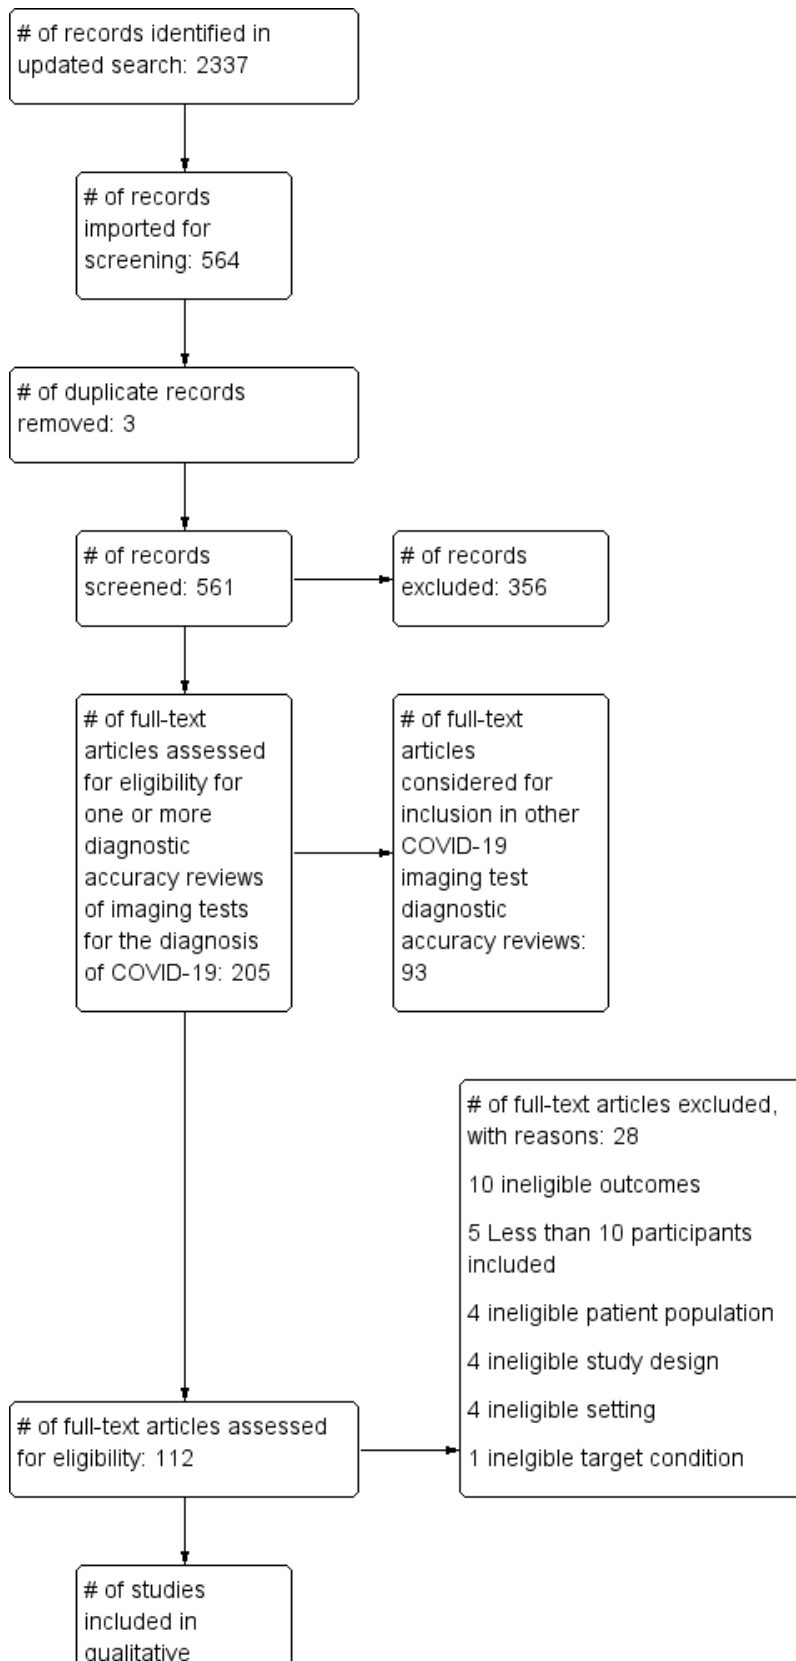 # of records identified in
updated search: 2337
# of records
imported for
screening: 564
# of duplicate records
removed: 3
# of records
screened: 561
# of records
excluded: 356
# of full-text
articles assessed
for eligibility for
one or more
diagnostic
accuracy reviews
of imaging tests
for the diagnosis
of COVID-19: 205
# of full-text
articles
considered for
inclusion in other
COVID-19
imaging test
diagnostic
accuracy reviews:
93
# of full-text articles excluded,
with reasons: 28
10 ineligible outcomes
5 Less than 10 participants
included
4 ineligible patient population
4 ineligible study design
4 ineligible setting
1 inelgible target condition
# of full-text articles assessed
for eligibility: 112
# of studies
included in
qualitative